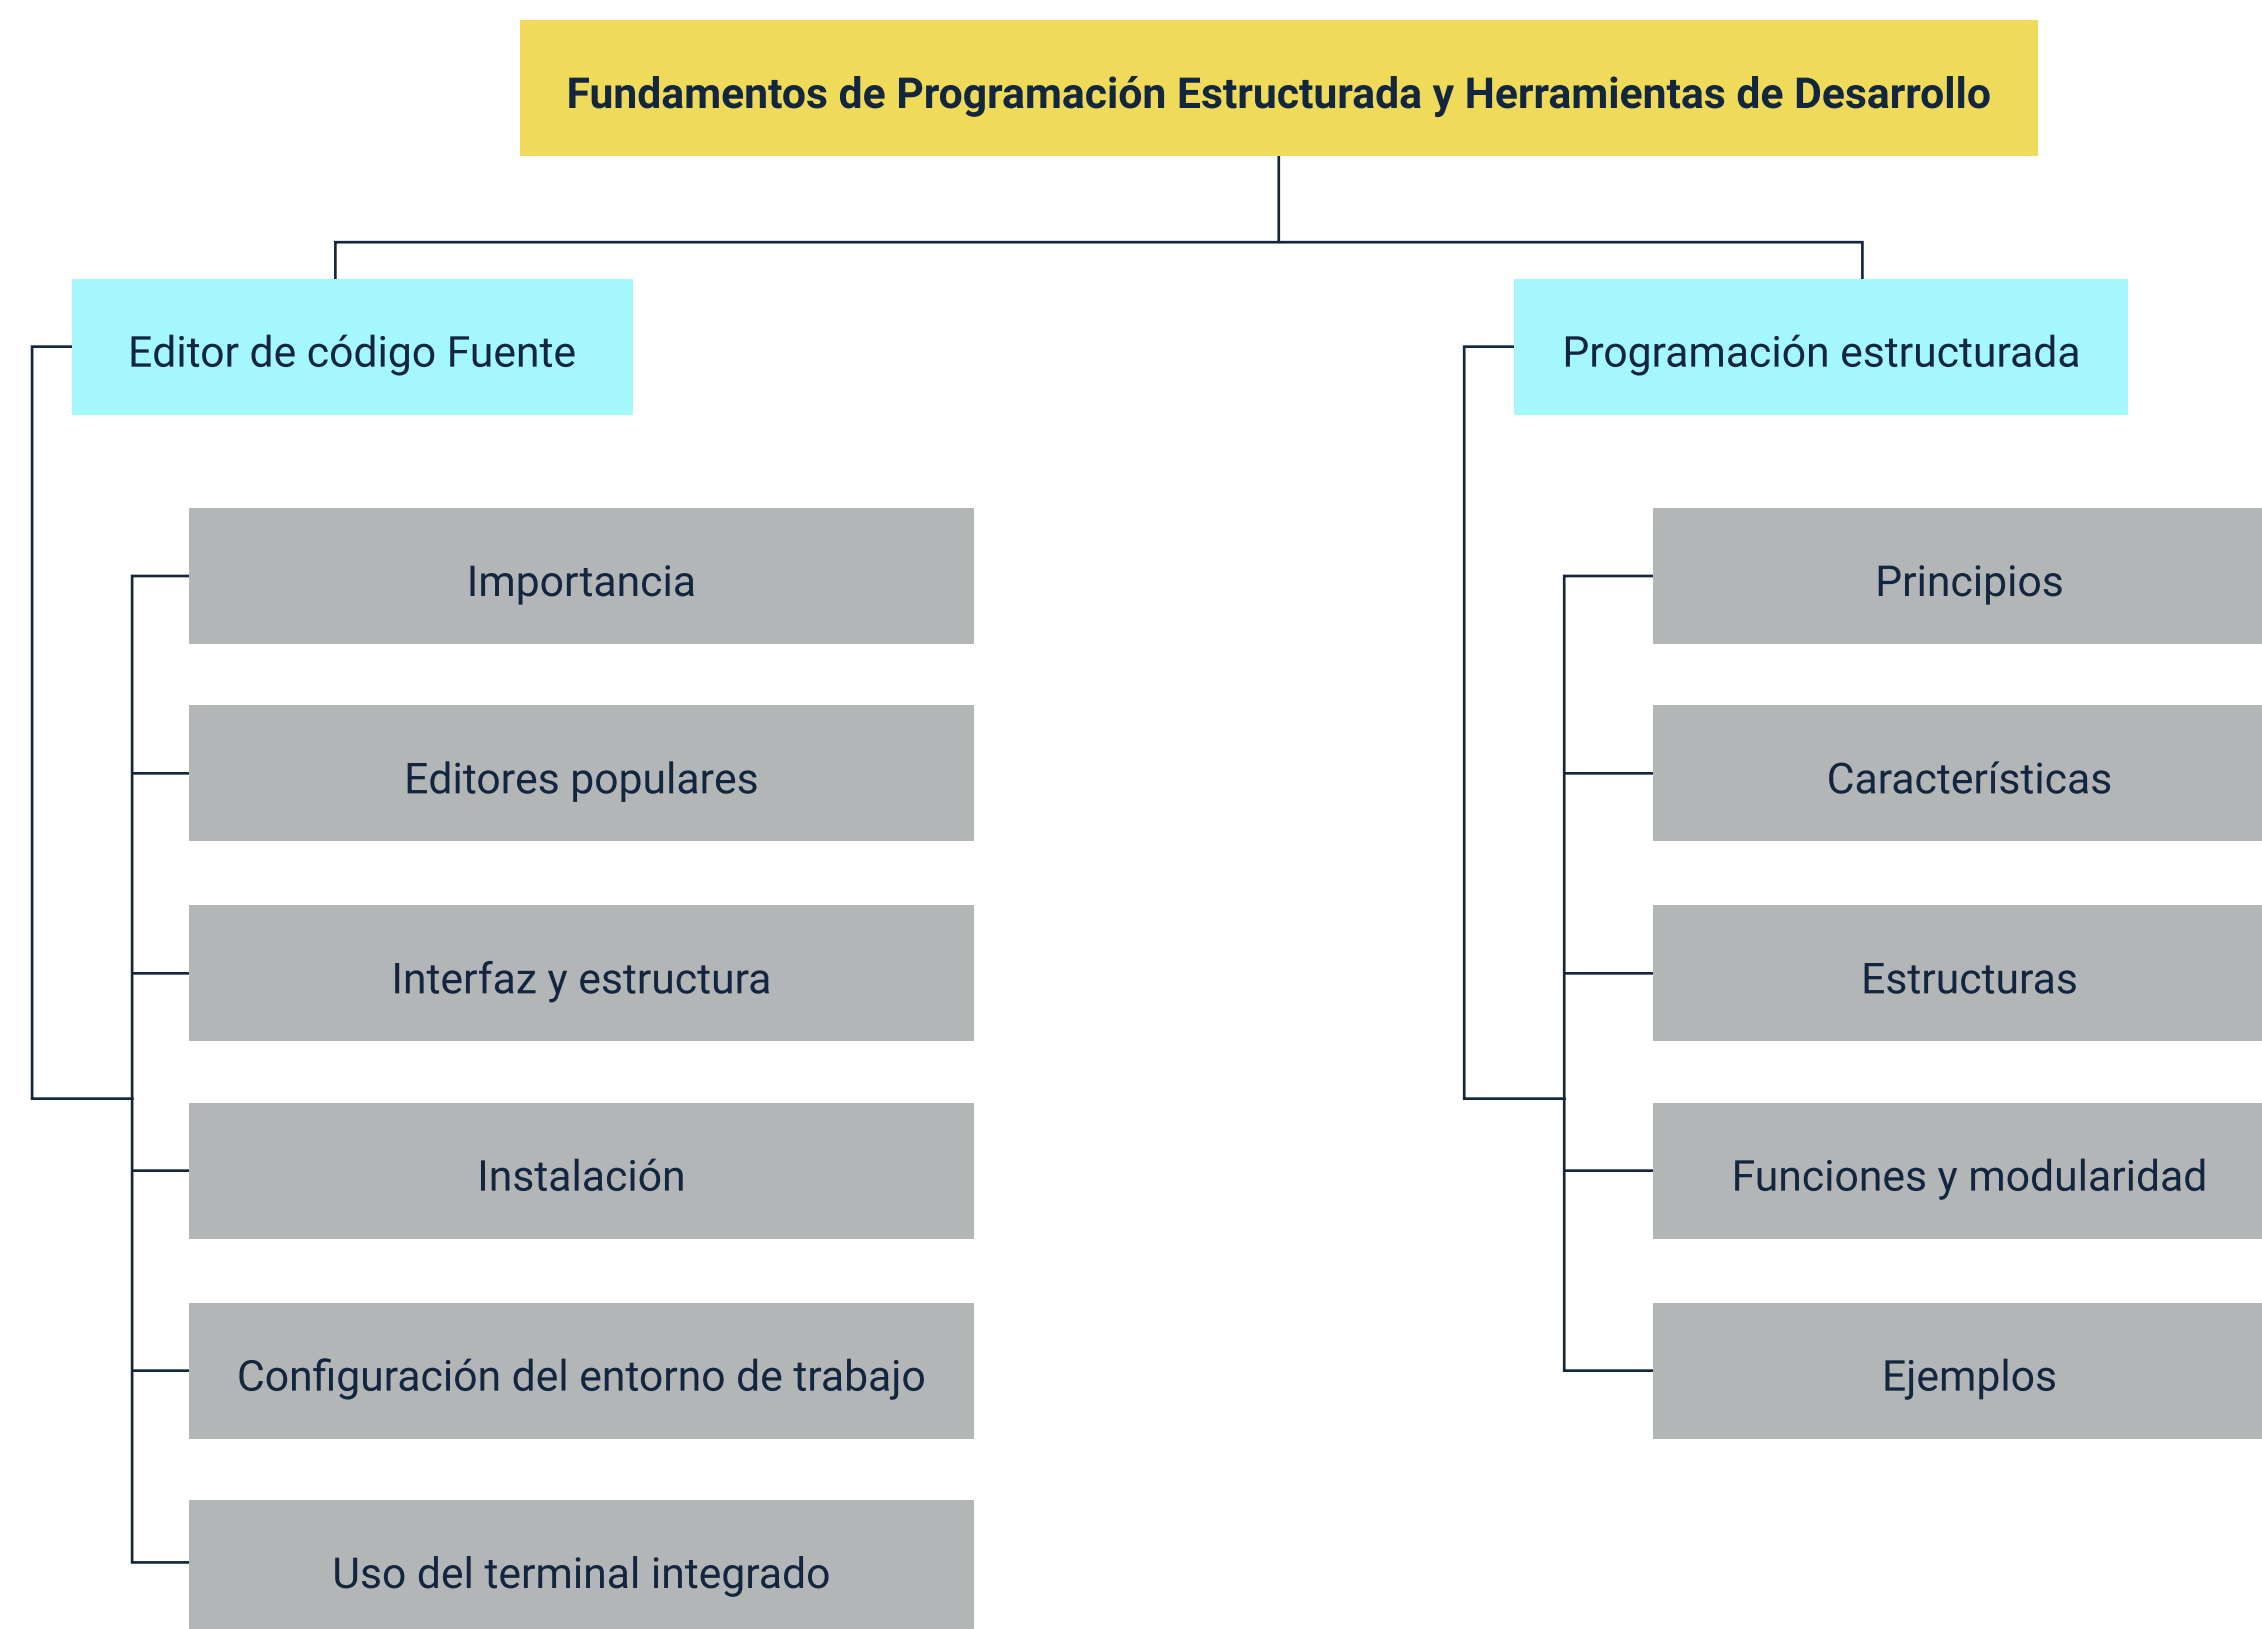 Fundamentos de Programación Estructurada y Herramientas de Desarrollo
Editor de código Fuente
Importancia
Editores populares
Interfaz y estructura
Instalación
Configuración del entorno de trabajo
Uso del terminal integrado
Programación estructurada
Principios
Características
Estructuras
Funciones y modularidad
Ejemplos